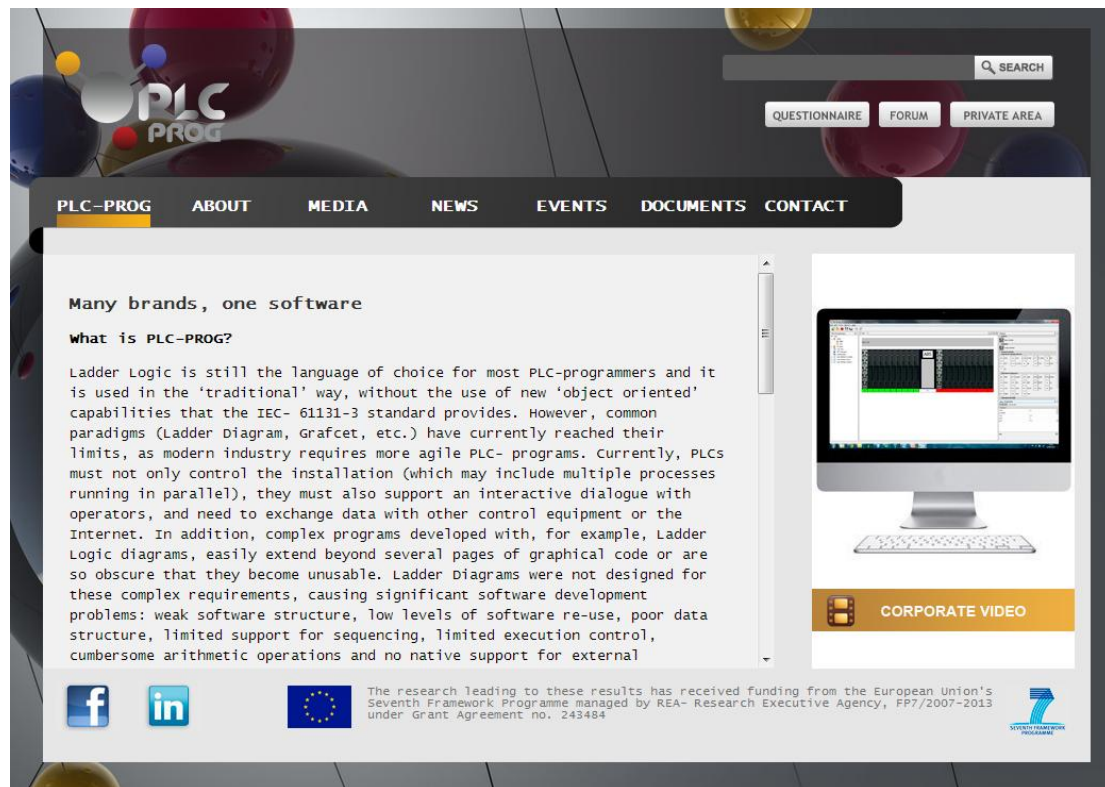 PLC
PROG
SEARCH
QUESTIONNAIRE FORUM PRIVATE AREA
PLC-PROG ABOUT MEDIA NEWS EVENTS DOCUMENTS CONTACT
Many brands, one software
What is PLC-PROG?
Ladder Logic is still the language of choice for most PLC-programmers and it
is used in the ‘traditional’ way, without the use of new ‘object oriented’
capabilities that the IEC- 61131-3 standard provides. However, common
paradigms (Ladder Diagram, Grafcet, etc.) have currently reached their
limits, as modern industry requires more agile PLC- programs. Currently, PLCs
must not only control the installation (which may include multiple processes
running in parallel), they must also support an interactive dialogue with
operators, and need to exchange data with other control equipment or the
Internet. In addition, complex programs developed with, for example, Ladder
Logic diagrams, easily extend beyond several pages of graphical code or are
so obscure that they become unusable. Ladder Diagrams were not designed for
these complex requirements, causing significant software development
problems: weak software structure, low levels of software re-use, poor data
structure, limited support for sequencing, limited execution control,
cumbersome arithmetic operations and no native support for external
CORPORATE VIDEO
f
in
The research leading to these results has received funding from the European Union's
Seventh Framework Programme managed by REA- Research Executive Agency, FP7/2007-2013
under Grant Agreement no. 243484
7
SEVENTH FRAMEWORK
PROGRAMME